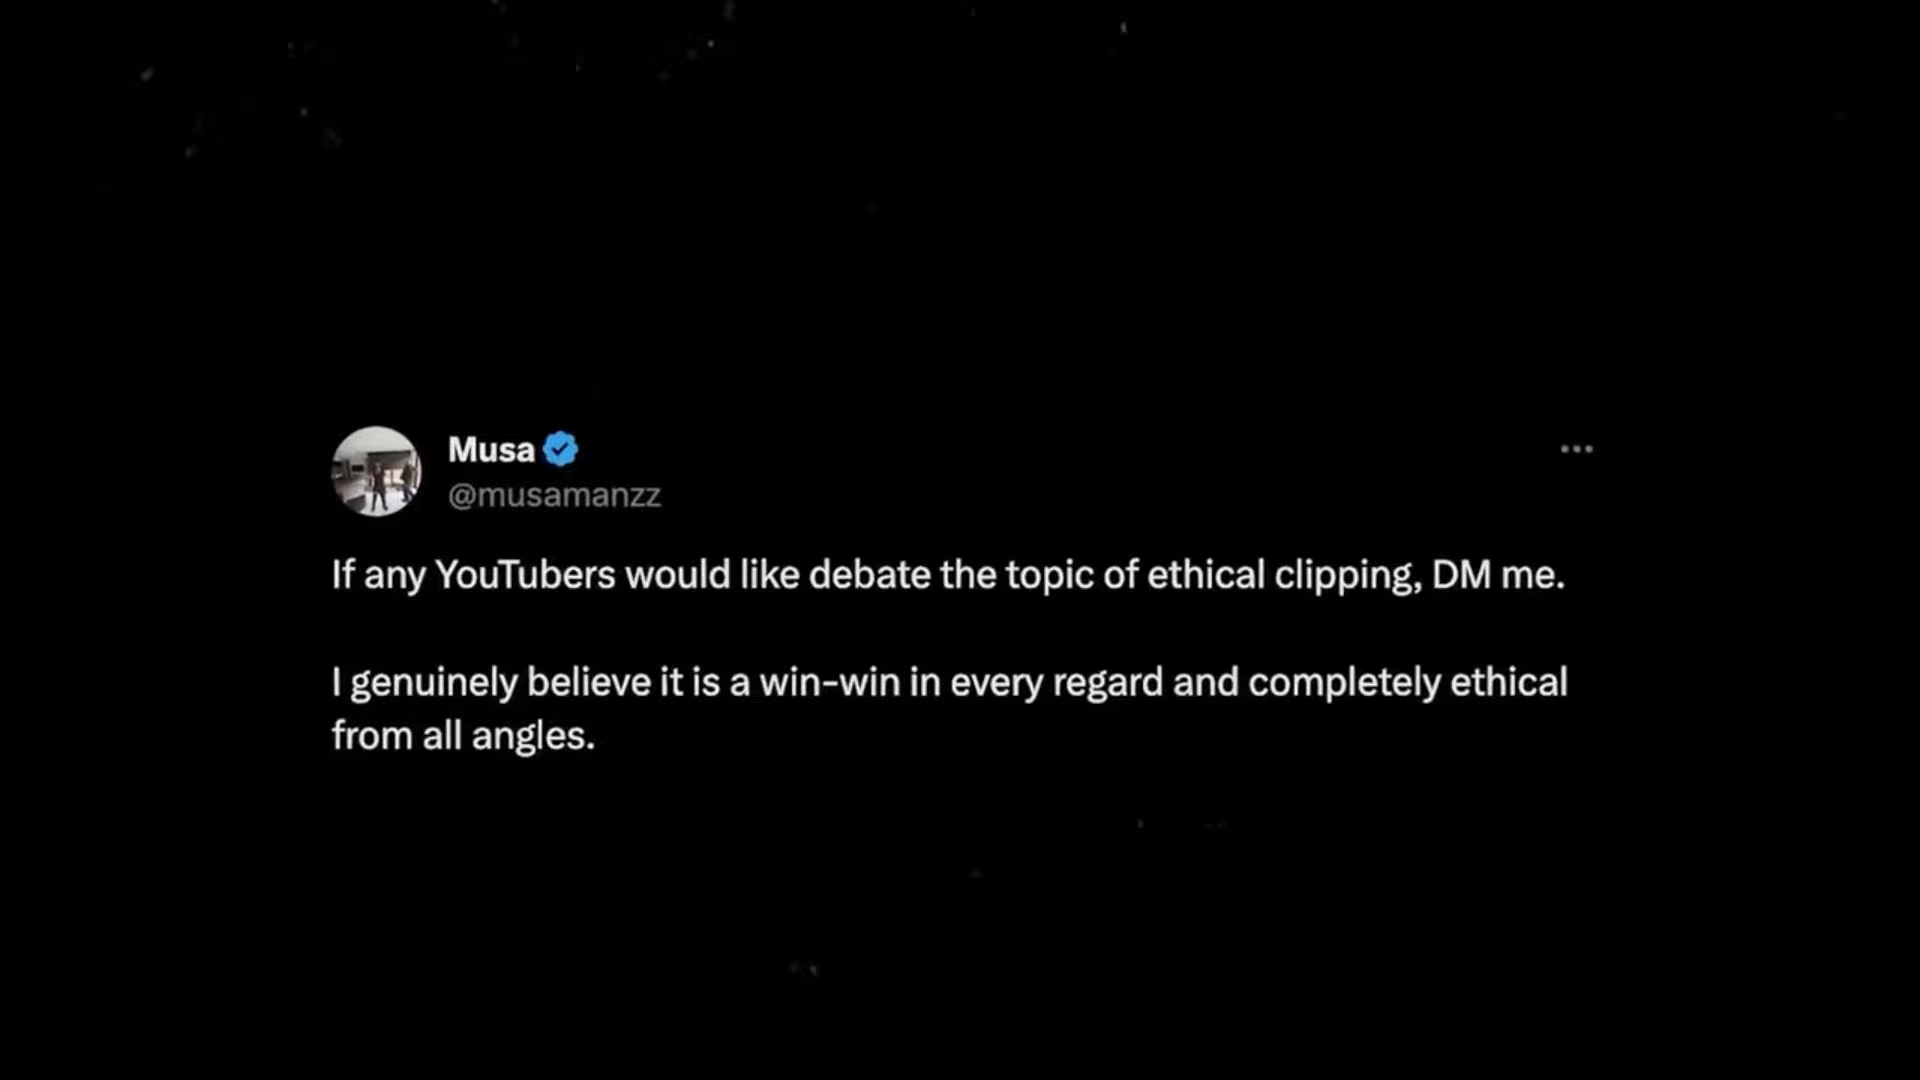 Musa
@musamanzz
If any YouTubers would like debate the topic of ethical clipping, DM me.
I genuinely believe it is a win-win in every regard and completely ethical
from all angles.